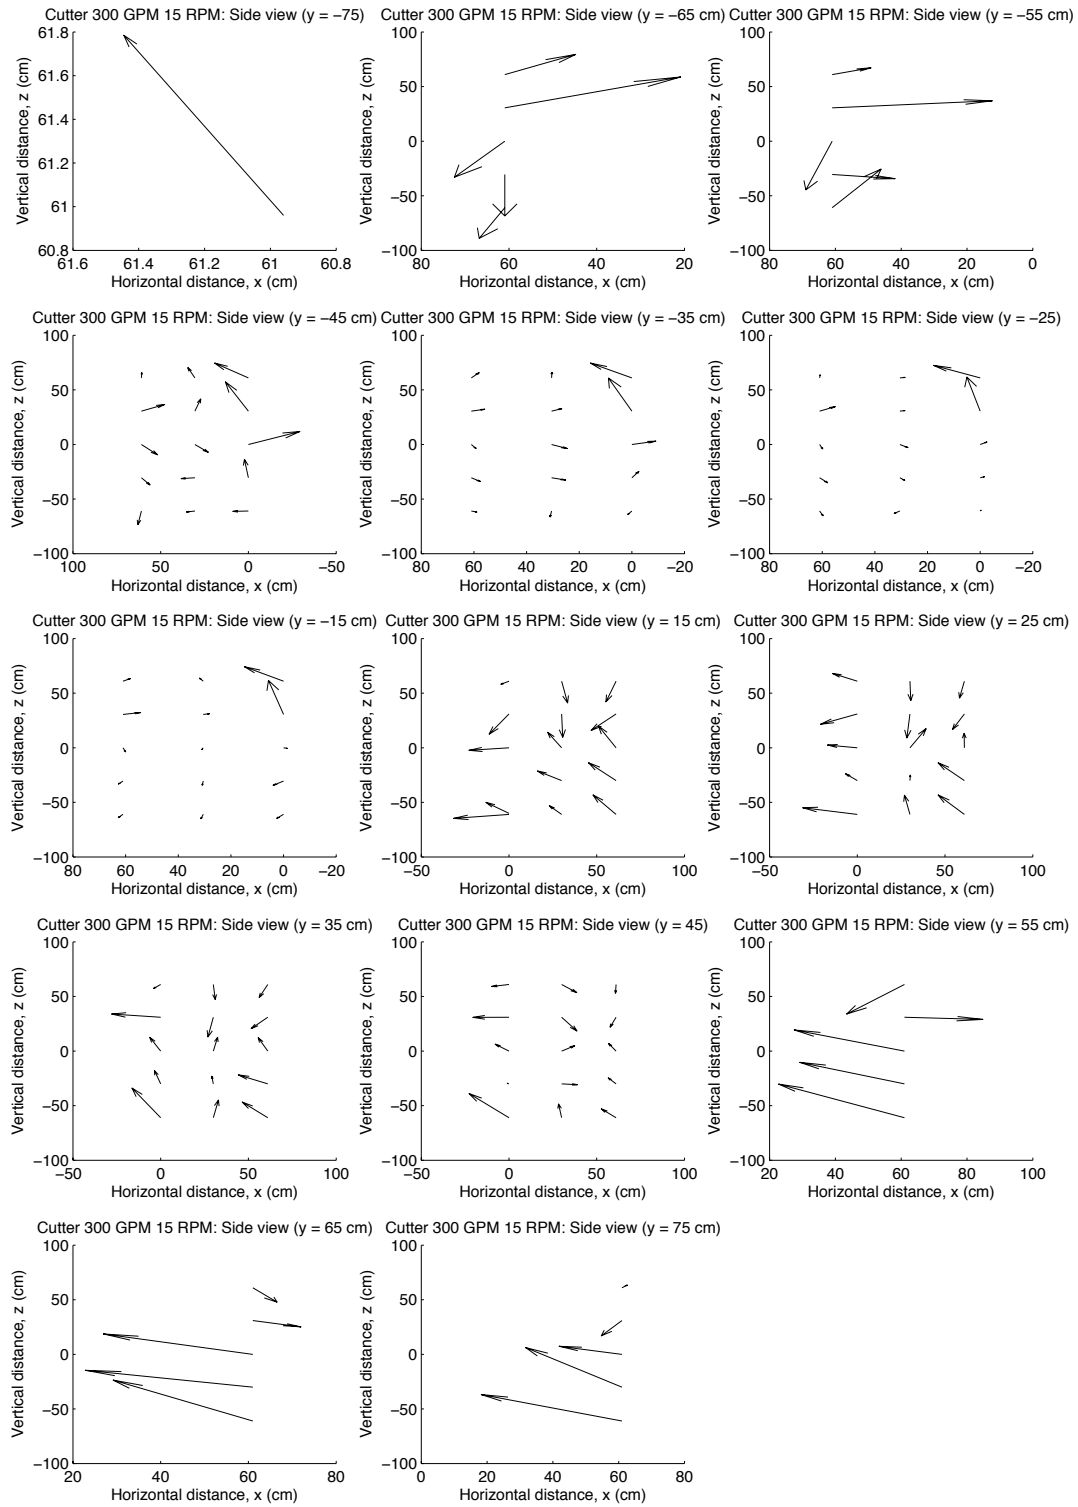 Cutter 300 GPM 15 RPM: Side view (y = −75)
61.8
61.6
61.4
61.2
61
60.8
Vertical distance, z (cm)
61.6 61.4 61.2 61 60.8
Horizontal distance, x (cm)
Cutter 300 GPM 15 RPM: Side view (y = −65 cm)
100
50
0
−50
−100
Vertical distance, z (cm)
80 60 40 20
Horizontal distance, x (cm)
Cutter 300 GPM 15 RPM: Side view (y = −55 cm)
100
50
0
−50
−100
Vertical distance, z (cm)
80 60 40 20 0
Horizontal distance, x (cm)
Cutter 300 GPM 15 RPM: Side view (y = −45 cm)
100
50
0
−50
−100
Vertical distance, z (cm)
100 50 0 −50
Horizontal distance, x (cm)
Cutter 300 GPM 15 RPM: Side view (y = −35 cm)
100
50
0
−50
−100
Vertical distance, z (cm)
80 60 40 20 0 −20
Horizontal distance, x (cm)
Cutter 300 GPM 15 RPM: Side view (y = −25)
100
50
0
−50
−100
Vertical distance, z (cm)
80 60 40 20 0 −20
Horizontal distance, x (cm)
Cutter 300 GPM 15 RPM: Side view (y = −15 cm)
100
50
0
−50
−100
Vertical distance, z (cm)
80 60 40 20 0 −20
Horizontal distance, x (cm)
Cutter 300 GPM 15 RPM: Side view (y = 15 cm)
100
50
0
−50
−100
Vertical distance, z (cm)
−50 0 50 100
Horizontal distance, x (cm)
Cutter 300 GPM 15 RPM: Side view (y = 25 cm)
100
50
0
−50
−100
Vertical distance, z (cm)
−50 0 50 100
Horizontal distance, x (cm)
Cutter 300 GPM 15 RPM: Side view (y = 35 cm)
100
50
0
−50
−100
Vertical distance, z (cm)
−50 0 50 100
Horizontal distance, x (cm)
Cutter 300 GPM 15 RPM: Side view (y = 45)
100
50
0
−50
−100
Vertical distance, z (cm)
−50 0 50 100
Horizontal distance, x (cm)
Cutter 300 GPM 15 RPM: Side view (y = 55 cm)
100
50
0
−50
−100
Vertical distance, z (cm)
20 40 60 80 100
Horizontal distance, x (cm)
Cutter 300 GPM 15 RPM: Side view (y = 65 cm)
100
50
0
−50
−100
Vertical distance, z (cm)
20 40 60 80
Horizontal distance, x (cm)
Cutter 300 GPM 15 RPM: Side view (y = 75 cm)
100
50
0
−50
−100
Vertical distance, z (cm)
0 20 40 60 80
Horizontal distance, x (cm)